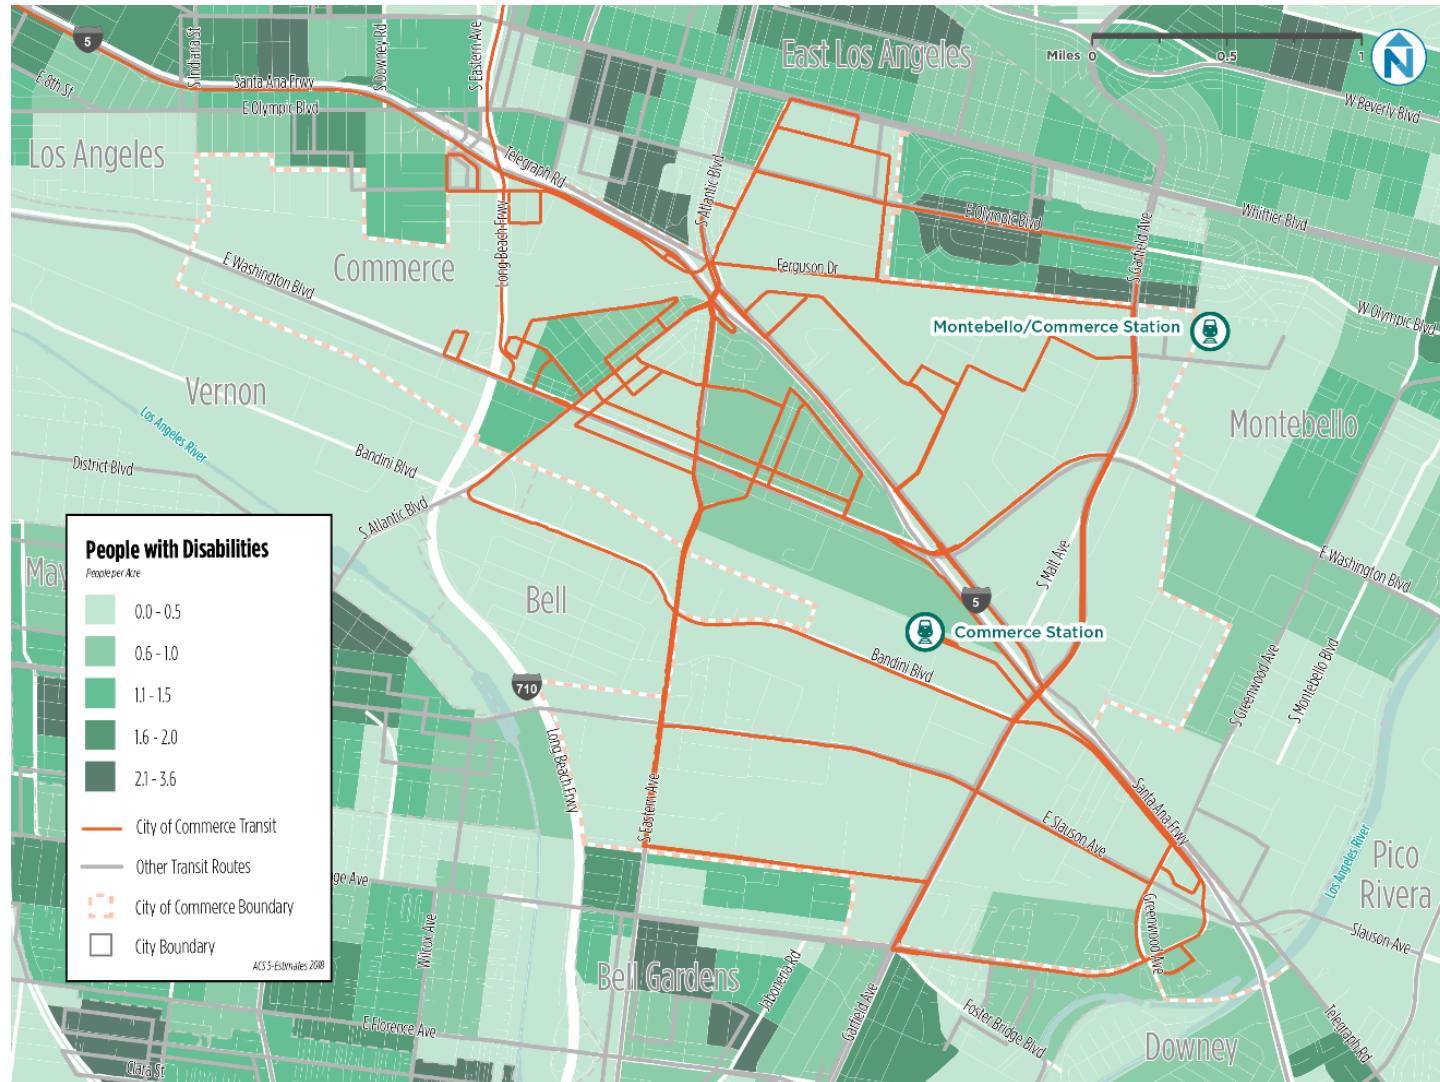 5
S Indiana St
S Downey Rd
S Eastern Ave
East Los Angeles
Miles 0
0.5
1
N
E 8th St
Santa Ana Frwy
E Olympic Blvd
W Beverly Blvd
Los Angeles
Telegraph Rd
S Atlantic Blvd
E Olympic Blvd
Whittier Blvd
S Garfield Ave
Long Beach Frwy
Commerce
E Washington Blvd
Ferguson Dr
W Olympic Blvd
Montebello/Commerce Station
Vernon
Los Angeles River
Montebello
Bandini Blvd
District Blvd
S Atlantic Blvd
E Washington Blvd
S Malt Ave
People with Disabilities
People per Acre
0.0 - 0.5
0.6 - 1.0
1.1 - 1.5
1.6 - 2.0
2.1 - 3.6
City of Commerce Transit
Other Transit Routes
City of Commerce Boundary
City Boundary
ACS 5-Estimates 2018
May
Bell
5
Commerce Station
Bandini Blvd
710
S Greenwood Ave
S Montebello Blvd
Long Beach Frwy
S Eastern Ave
Santa Ana Frwy
E Slauson Ave
Los Angeles River
Pico
Rivera
ge Ave
Wilcox Ave
Greenwood Ave
Slauson Ave
Bell Gardens
Jaboneria Rd
Garfield Ave
Foster Bridge Blvd
Telegraph Rd
E Florence Ave
Downey
Clara St